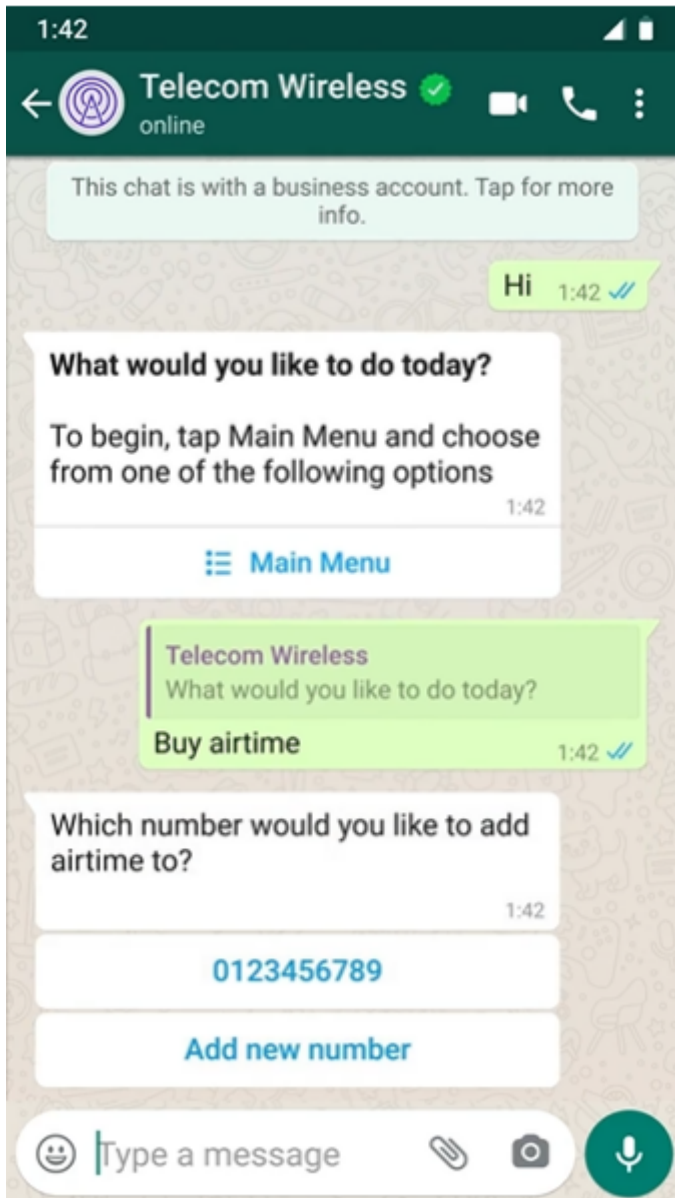 1:42
Telecom Wireless
online
This chat is with a business account. Tap for more
info.
Hi 1:42
What would you like to do today?
To begin, tap Main Menu and choose
from one of the following options
1:42
Main Menu
Telecom Wireless
What would you like to do today?
Buy airtime 1:42
Which number would you like to add
airtime to?
1:42
0123456789
Add new number
Type a message